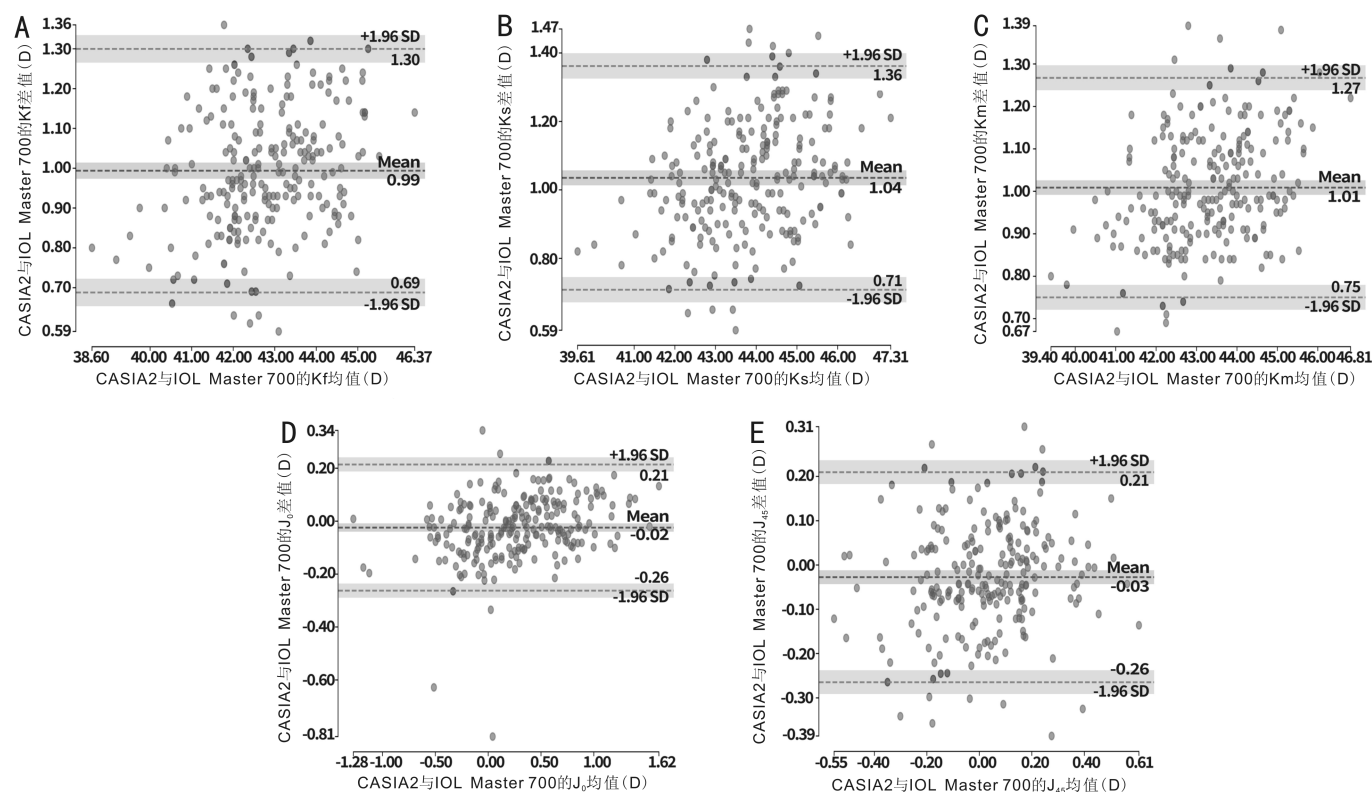 A
CASIA2与IOL Master 700的Kf差值(D)
1.36
1.30
1.20
1.10
1.00
0.90
0.80
0.70
0.59
+1.96 SD
1.30
Mean
0.99
0.69
-1.96 SD
38.60 40.00 41.00 42.00 43.00 44.00 45.00 46.37
CASIA2与IOL Master 700的Kf均值(D)
B
CASIA2与IOL Master 700的Ks差值(D)
1.47
1.40
1.20
1.00
0.80
0.59
+1.96 SD
1.36
Mean
1.04
0.71
-1.96 SD
39.61 41.00 42.00 43.00 44.00 45.00 46.00 47.31
CASIA2与IOL Master 700的Ks均值(D)
C
CASIA2与IOL Master 700的Km差值(D)
1.39
1.30
1.20
1.10
1.00
0.90
0.80
0.70
0.67
+1.96 SD
1.27
Mean
1.01
0.75
-1.96 SD
39.40 40.00 41.00 42.00 43.00 44.00 45.00 46.00 46.81
CASIA2与IOL Master 700的Km均值(D)
D
CASIA2与IOL Master 700的J₀差值(D)
0.34
0.20
0.00
-0.20
-0.40
-0.60
-0.81
+1.96 SD
0.21
Mean
-0.02
-0.26
-1.96 SD
-1.28 -1.00 -0.50 0.00 0.50 1.00 1.62
CASIA2与IOL Master 700的J₀均值(D)
E
CASIA2与IOL Master 700的J₄₅差值(D)
0.31
0.20
0.10
0.00
-0.10
-0.20
-0.30
-0.39
+1.96 SD
0.21
Mean
-0.03
-0.26
-1.96 SD
-0.55 -0.40 -0.20 0.00 0.20 0.40 0.61
CASIA2与IOL Master 700的J₄₅均值(D)